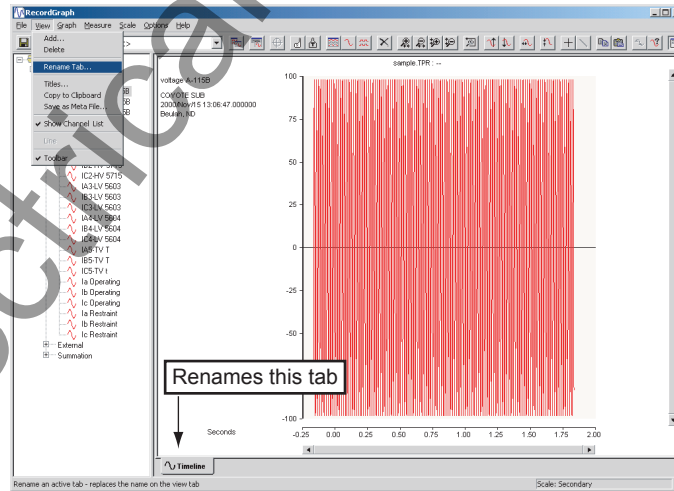 RecordGraph
File View Graph Measure Scale Options Help
Add...
Delete
Rename Tab...
Titles...
Copy to Clipboard
Save as Meta File...
Show Channel List
Line
Toolbar
IC2-HV 5715
IA3-LV 5603
IB3-LV 5603
IC3-LV 5603
IA4-LV 5604
IB4-LV 5604
IC4-LV 5604
IA5-TV T
IB5-TV T
IC5-TV t
Ia Operating
Ib Operating
Ic Operating
Ia Restraint
Ib Restraint
Ic Restraint
External
Summation
sample.TPR : --
voltage A-115B
COYOTE SUB
2000/Nov/15 13:06:47.000000
Beulah, ND
100
75
50
25
0
-25
-50
-100
Renames this tab
Seconds
-0.25 0.00 0.25 0.50 0.75 1.00 1.25 1.50 1.75 2.00
Timeline
Rename an active tab - replaces the name on the view tab
Scale: Secondary